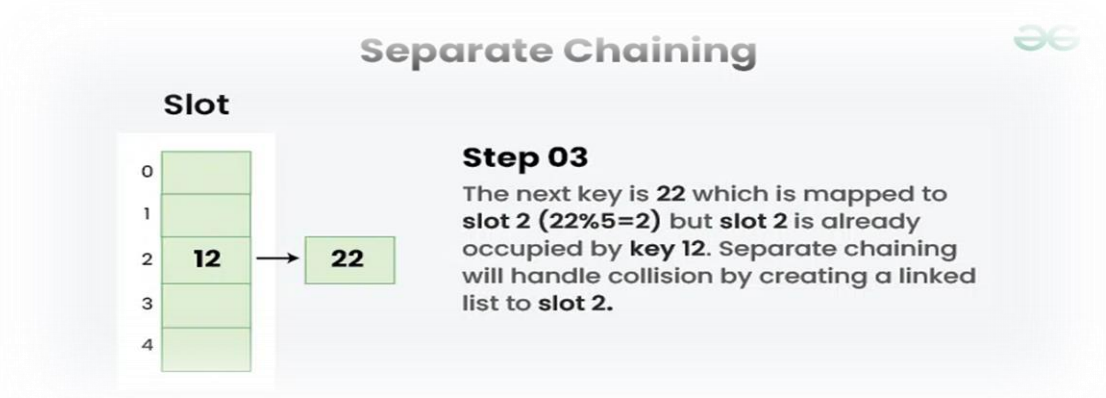 Separate Chaining
Slot
0
1
2
3
4
12
22
Step 03
The next key is 22 which is mapped to
slot 2 (22%5=2) but slot 2 is already
occupied by key 12. Separate chaining
will handle collision by creating a linked
list to slot 2.